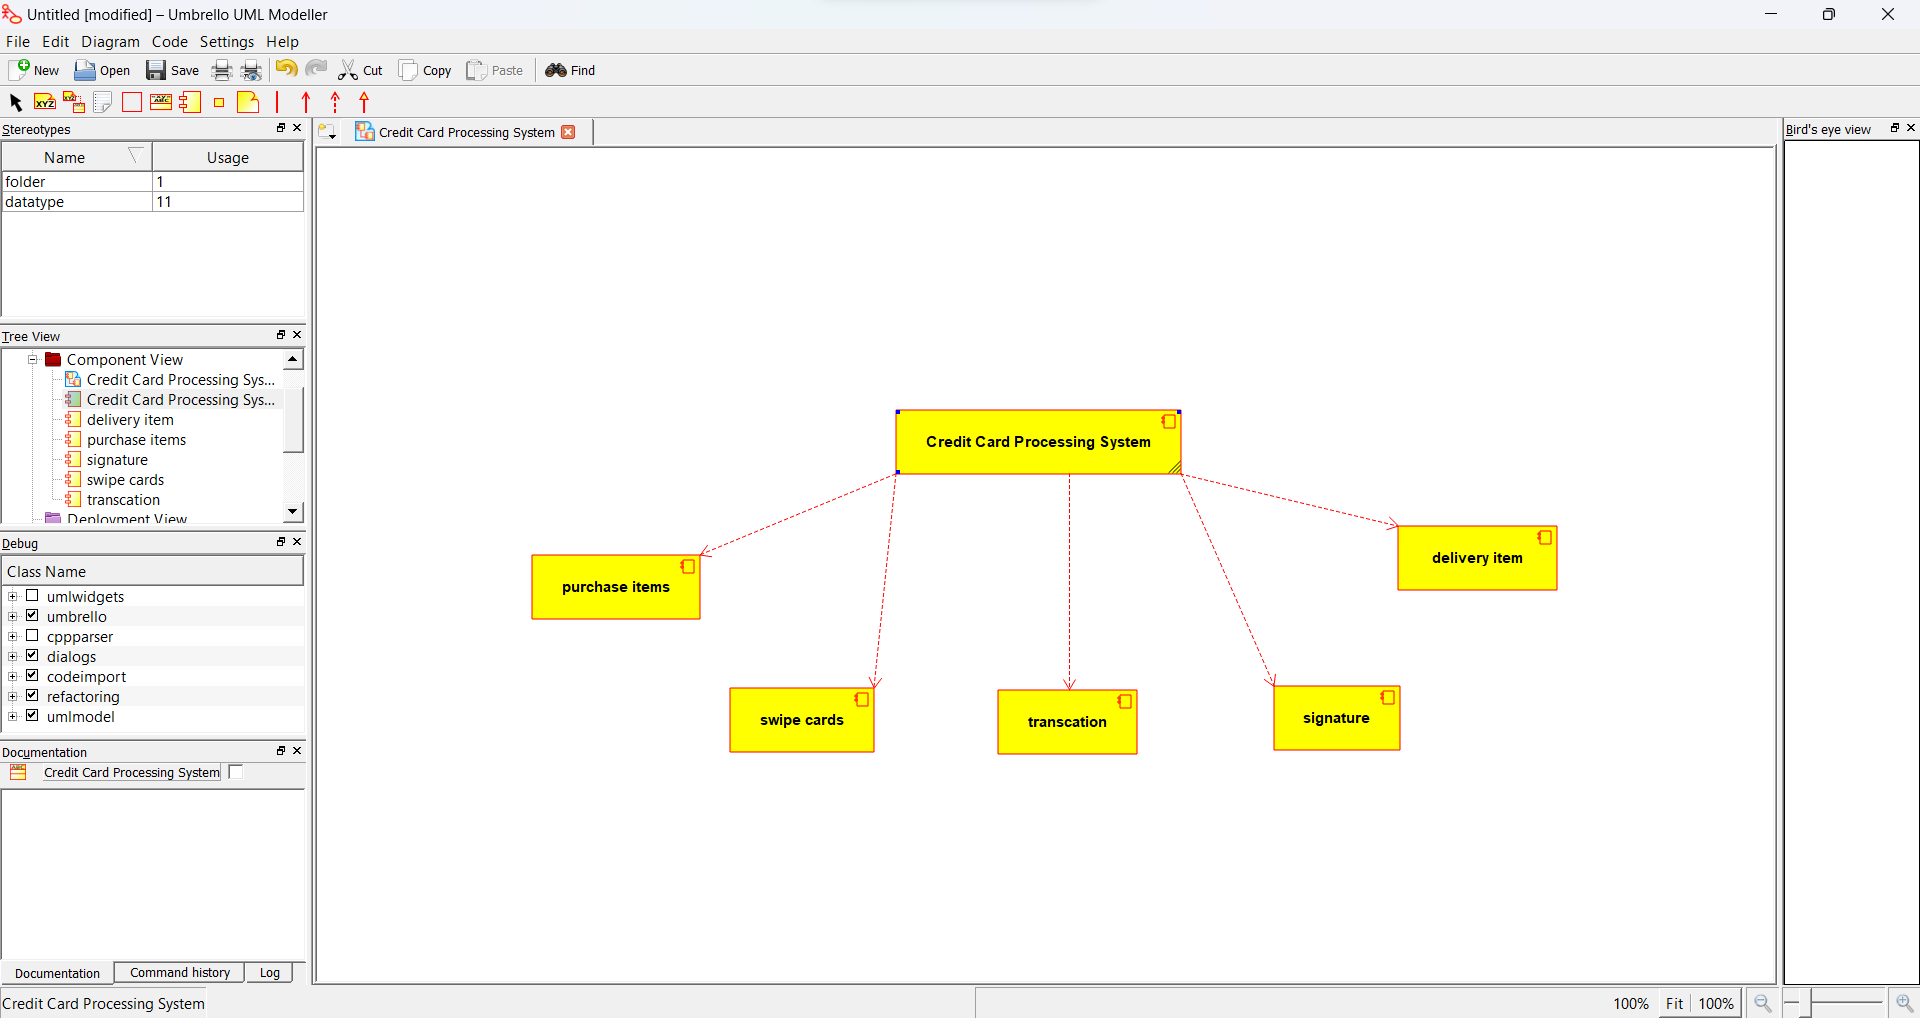 Untitled [modified] – Umbrello UML Modeller
File Edit Diagram Code Settings Help
New Open Save Cut Copy Paste Find
XYZ XYZ ABC
Stereotypes
Name Usage
folder 1
datatype 11
Tree View
Component View
Credit Card Processing Sys...
Credit Card Processing Sys...
delivery item
purchase items
signature
swipe cards
transcation
Deployment View
Debug
Class Name
umlwidgets
umbrello
cppparser
dialogs
codeimport
refactoring
umlmodel
Documentation
ABC Credit Card Processing System
Documentation Command history Log
Credit Card Processing System
Credit Card Processing System
Credit Card Processing System
purchase items
swipe cards
transcation
signature
delivery item
Bird's eye view
100% Fit 100%